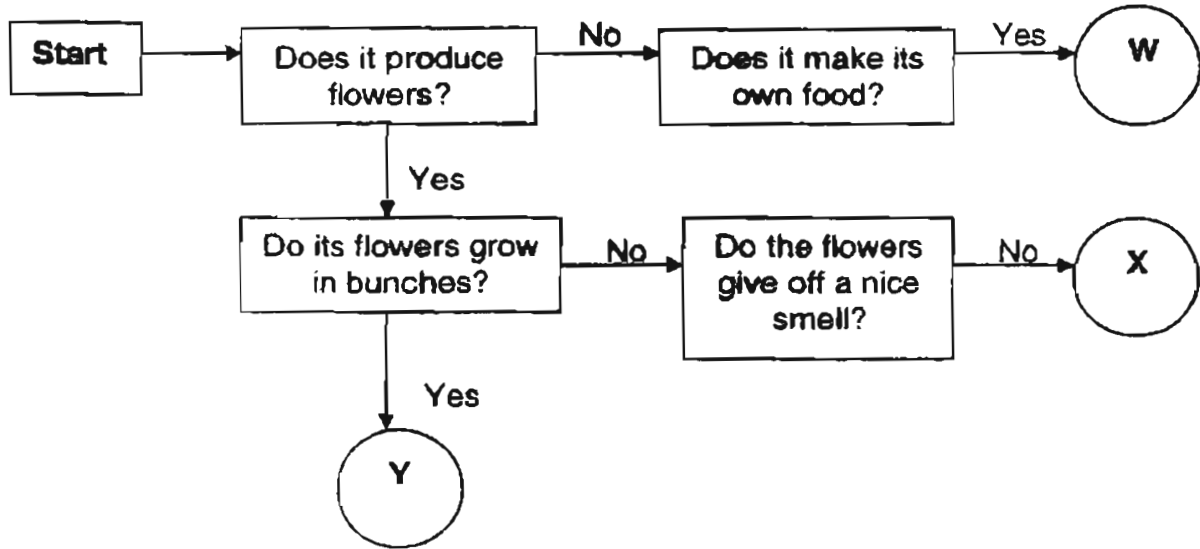 Start
Does it produce
flowers?
No
Does it make its
own food?
Yes
W
Yes
Do its flowers grow
in bunches?
No
Do the flowers
give off a nice
smell?
No
X
Yes
Y